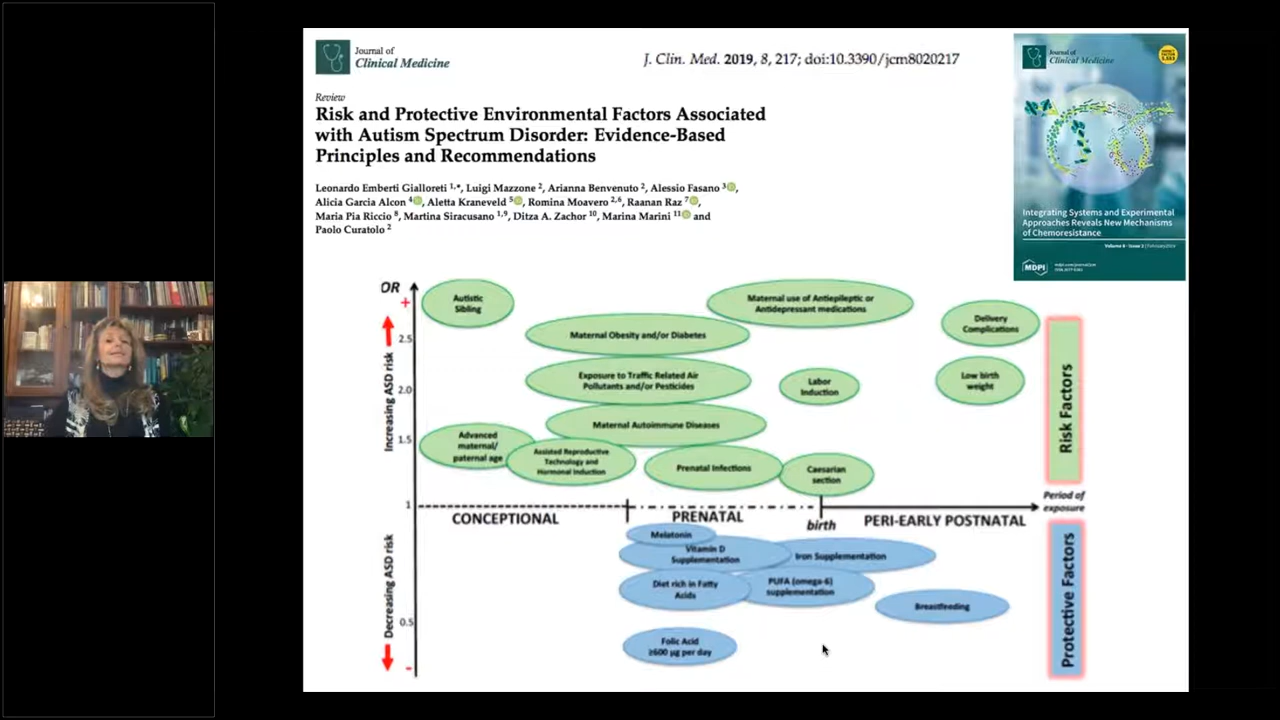 Journal of
Clinical Medicine
J. Clin. Med. 2019, 8, 217; doi:10.3390/jcm8020217
Review
Risk and Protective Environmental Factors Associated
with Autism Spectrum Disorder: Evidence-Based
Principles and Recommendations
Leonardo Emberti Gialloreti 1,*, Luigi Mazzone 2, Arianna Benvenuto 2, Alessio Fasano 3,
Alicia Garcia Alcon 4, Aletta Kraneveld 5, Romina Moavero 2,6, Raanan Raz 7,
Maria Pia Riccio 8, Martina Siracusano 1,9, Ditza A. Zachor 10, Marina Marini 11 and
Paolo Curatolo 2
Journal of
Clinical Medicine
Integrating Systems and Experimental
Approaches Reveals New Mechanisms
of Chemoresistance
MDPI
OR
+
2.5
2.0
1.5
1
0.5
-
Increasing ASD risk
Decreasing ASD risk
Autistic
Sibling
Maternal use of Antiepileptic or
Antidepressant medications
Delivery
Complications
Maternal Obesity and/or Diabetes
Exposure to Traffic Related Air
Pollutants and/or Pesticides
Labor
Induction
Low birth
weight
Maternal Autoimmune Diseases
Advanced
maternal/
paternal age
Assisted Reproductive
Technology and
Hormonal Induction
Prenatal Infections
Caesarian
section
Risk Factors
Period of
exposure
CONCEPTIONAL
PRENATAL
birth
PERI-EARLY POSTNATAL
Melatonin
Vitamin D
Supplementation
Iron Supplementation
Diet rich in Fatty
Acids
PUFA (omega-6)
supplementation
Breastfeeding
Folic Acid
≥600 μg per day
Protective Factors